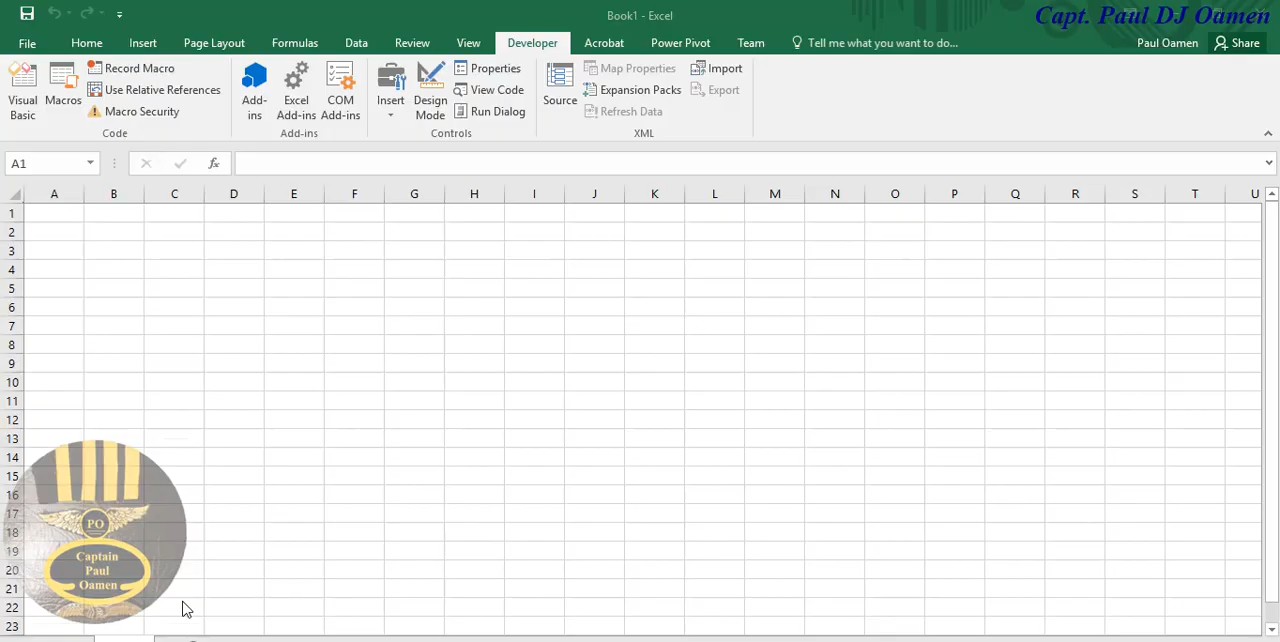 Book1 - Excel
Capt. Paul DJ Oamen
File Home Insert Page Layout Formulas Data Review View Developer Acrobat Power Pivot Team Tell me what you want to do... Paul Oamen Share
Visual Basic
Macros
Record Macro
Use Relative References
Macro Security
Code
Add-ins
Excel Add-ins
COM Add-ins
Add-ins
Insert
Design Mode
Properties
View Code
Run Dialog
Controls
Source
Map Properties
Expansion Packs
Refresh Data
Import
Export
XML
A1 fx
A B C D E F G H I J K L M N O P Q R S T U
1
2
3
4
5
6
7
8
9
10
11
12
13
14
15
16
17
18
19
20
21
22
23
PO
Captain
Paul
Oamen